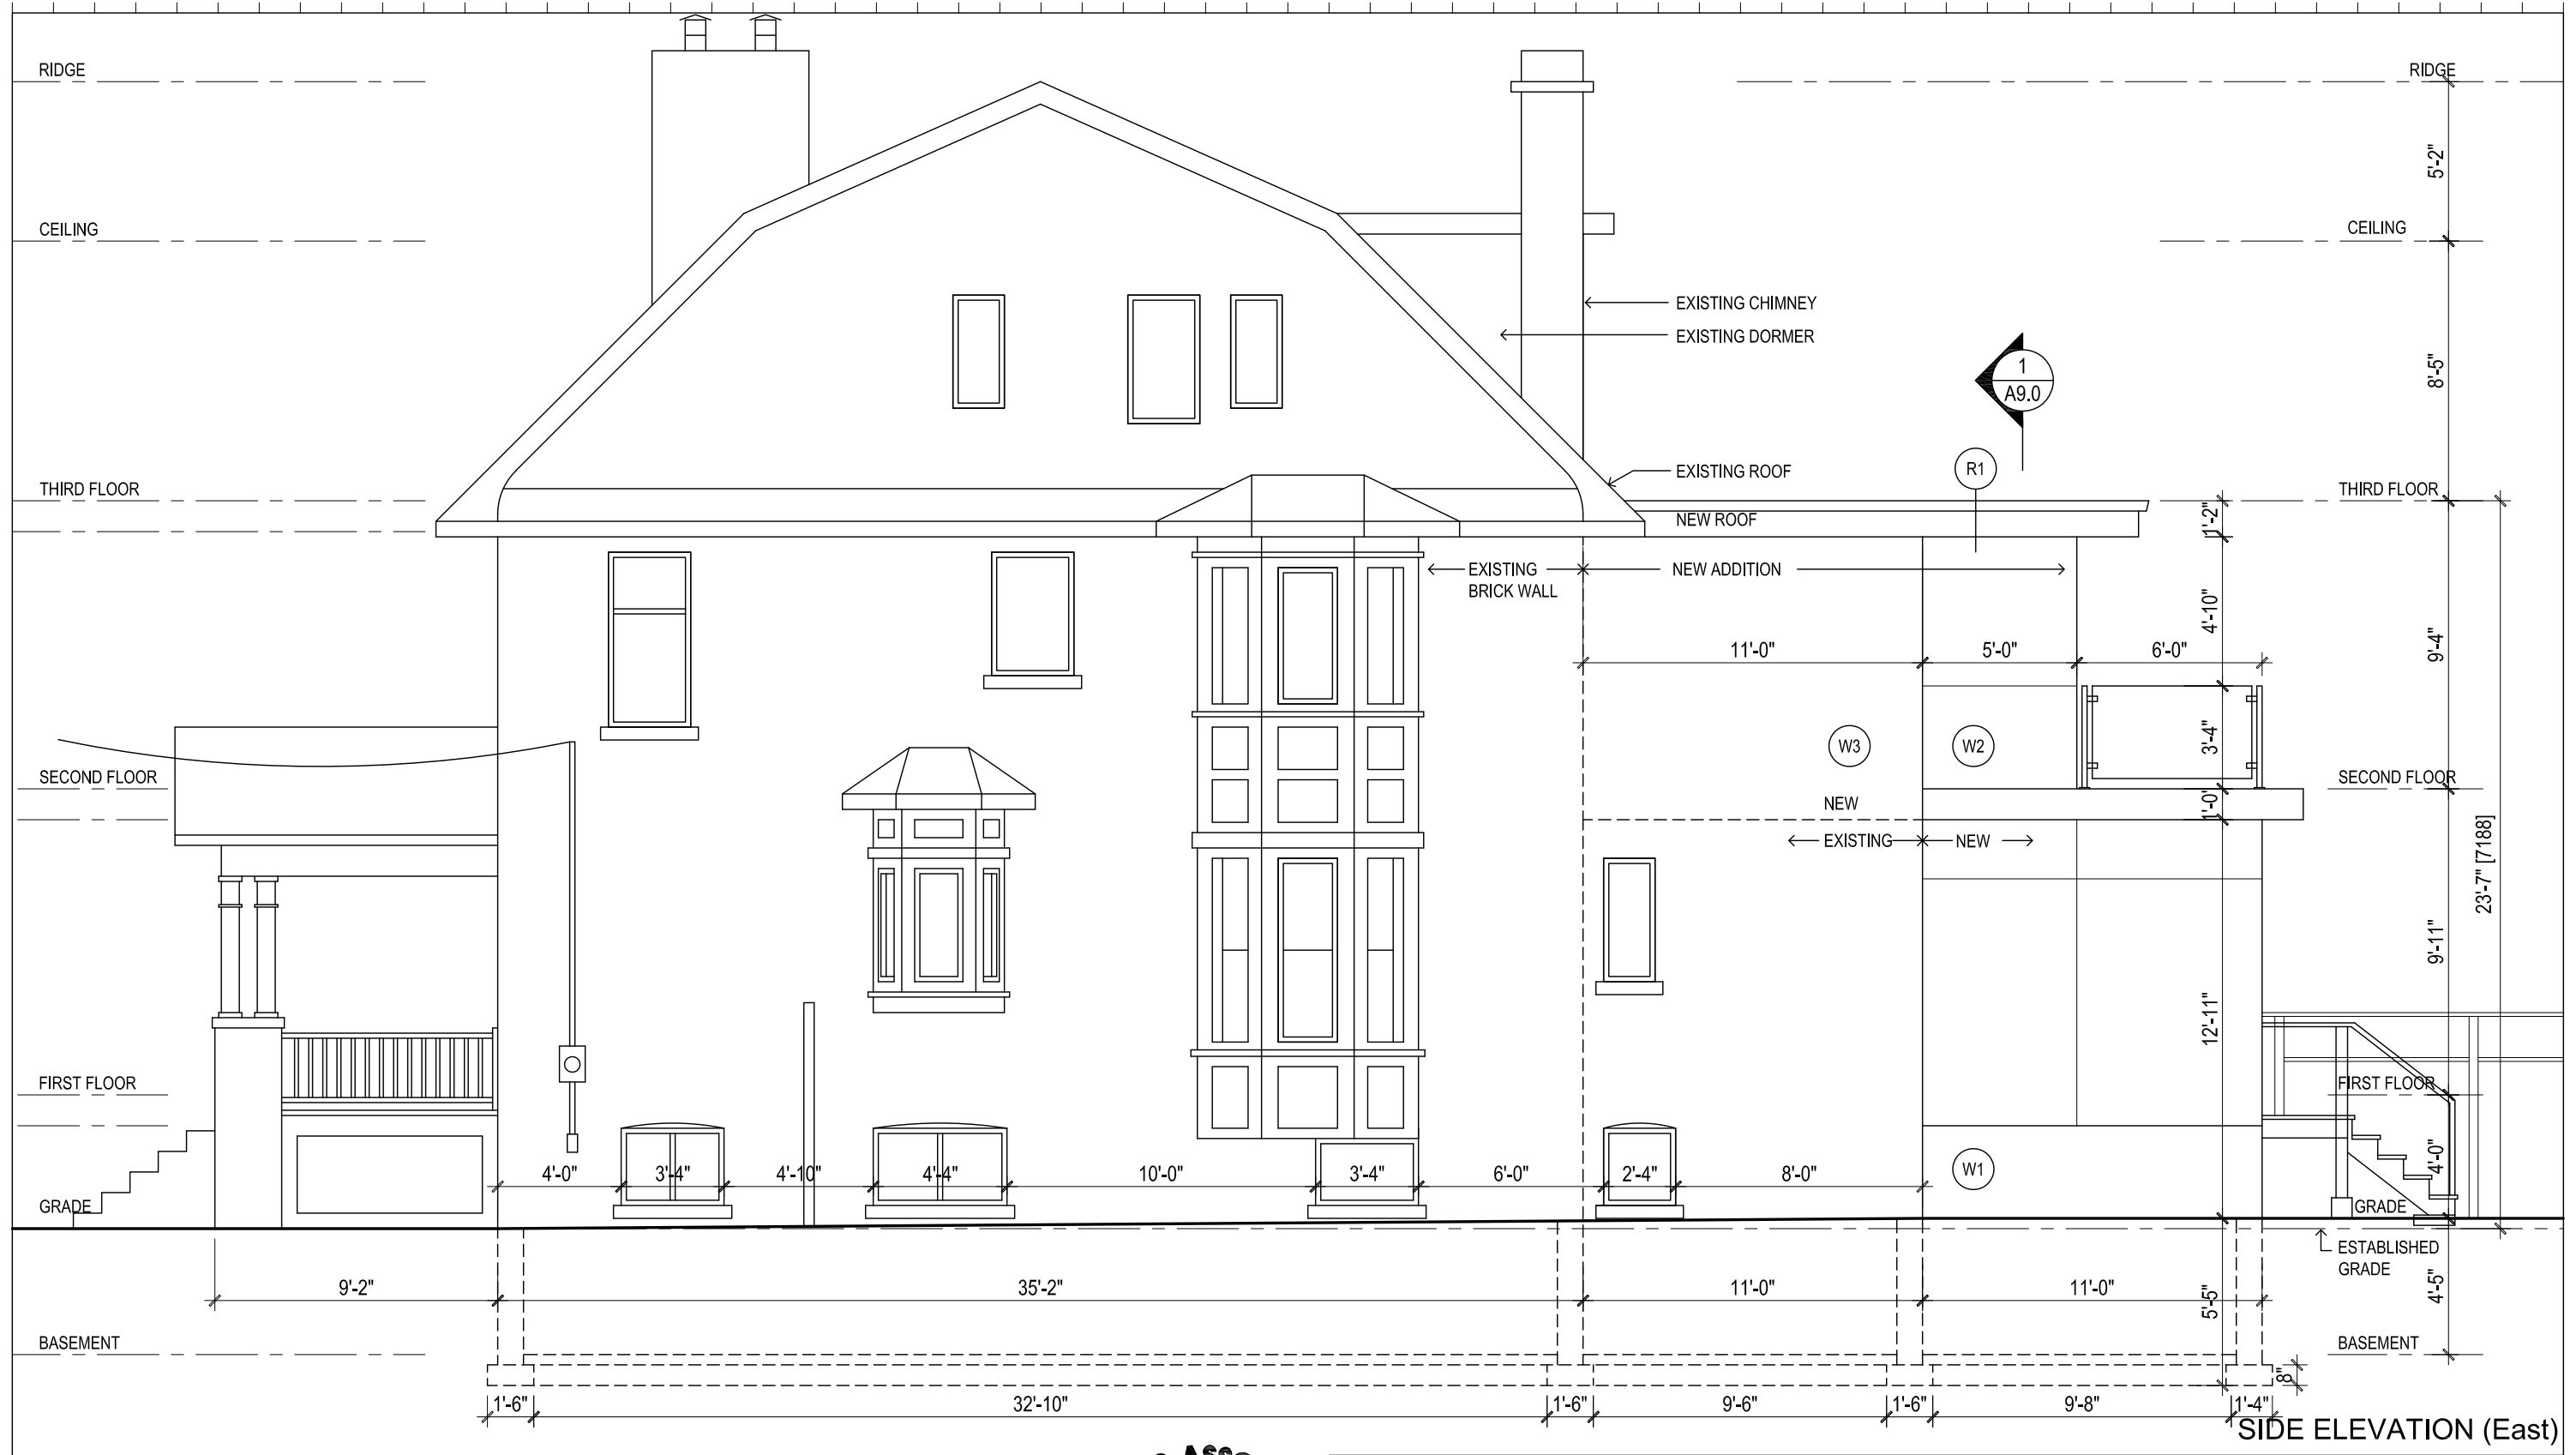 RIDGE
RIDGE
5'-2"
CEILING
CEILING
EXISTING CHIMNEY
EXISTING DORMER
1
A9.0
8'-5"
EXISTING ROOF
R1
THIRD FLOOR
THIRD FLOOR
NEW ROOF
1'-2"
EXISTING
BRICK WALL
NEW ADDITION
4'-10"
9'-4"
11'-0"
5'-0"
6'-0"
W3
W2
3'-4"
SECOND FLOOR
SECOND FLOOR
NEW
1'-0"
EXISTING
NEW
23'-7" [7188]
9'-11"
12'-11"
FIRST FLOOR
FIRST FLOOR
4'-0"
3'-4"
4'-10"
4'-4"
10'-0"
3'-4"
6'-0"
2'-4"
8'-0"
W1
4'-0"
GRADE
GRADE
ESTABLISHED
GRADE
9'-2"
35'-2"
11'-0"
11'-0"
5'-5"
4'-5"
BASEMENT
BASEMENT
8"
1'-6"
32'-10"
1'-6"
9'-6"
1'-6"
9'-8"
1'-4"
SIDE ELEVATION (East)